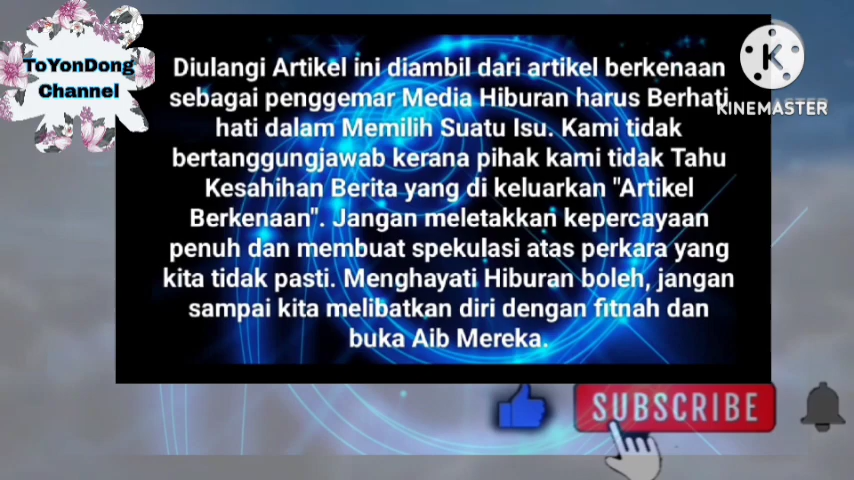 ToYonDong
Channel
KINEMASTER
Diulangi Artikel ini diambil dari artikel berkenaan
sebagai penggemar Media Hiburan harus Berhati
hati dalam Memilih Suatu Isu. Kami tidak
bertanggungjawab kerana pihak kami tidak Tahu
Kesahihan Berita yang di keluarkan "Artikel
Berkenaan". Jangan meletakkan kepercayaan
penuh dan membuat spekulasi atas perkara yang
kita tidak pasti. Menghayati Hiburan boleh, jangan
sampai kita melibatkan diri dengan fitnah dan
buka Aib Mereka.
SUBSCRIBE